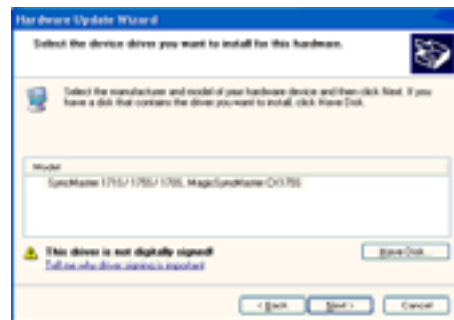 Hardware Update Wizard
Select the device driver you want to install for this hardware.
Select the manufacturer and model of your hardware device and then click Next. If you
have a disk that contains the driver you want to install, click Have Disk.
Model
SyncMaster 171S/ 175S/ 170S, MagicSyncMaster CX175S
This driver is not digitally signed!
Tell me why driver signing is important
Have Disk...
< Back
Next >
Cancel